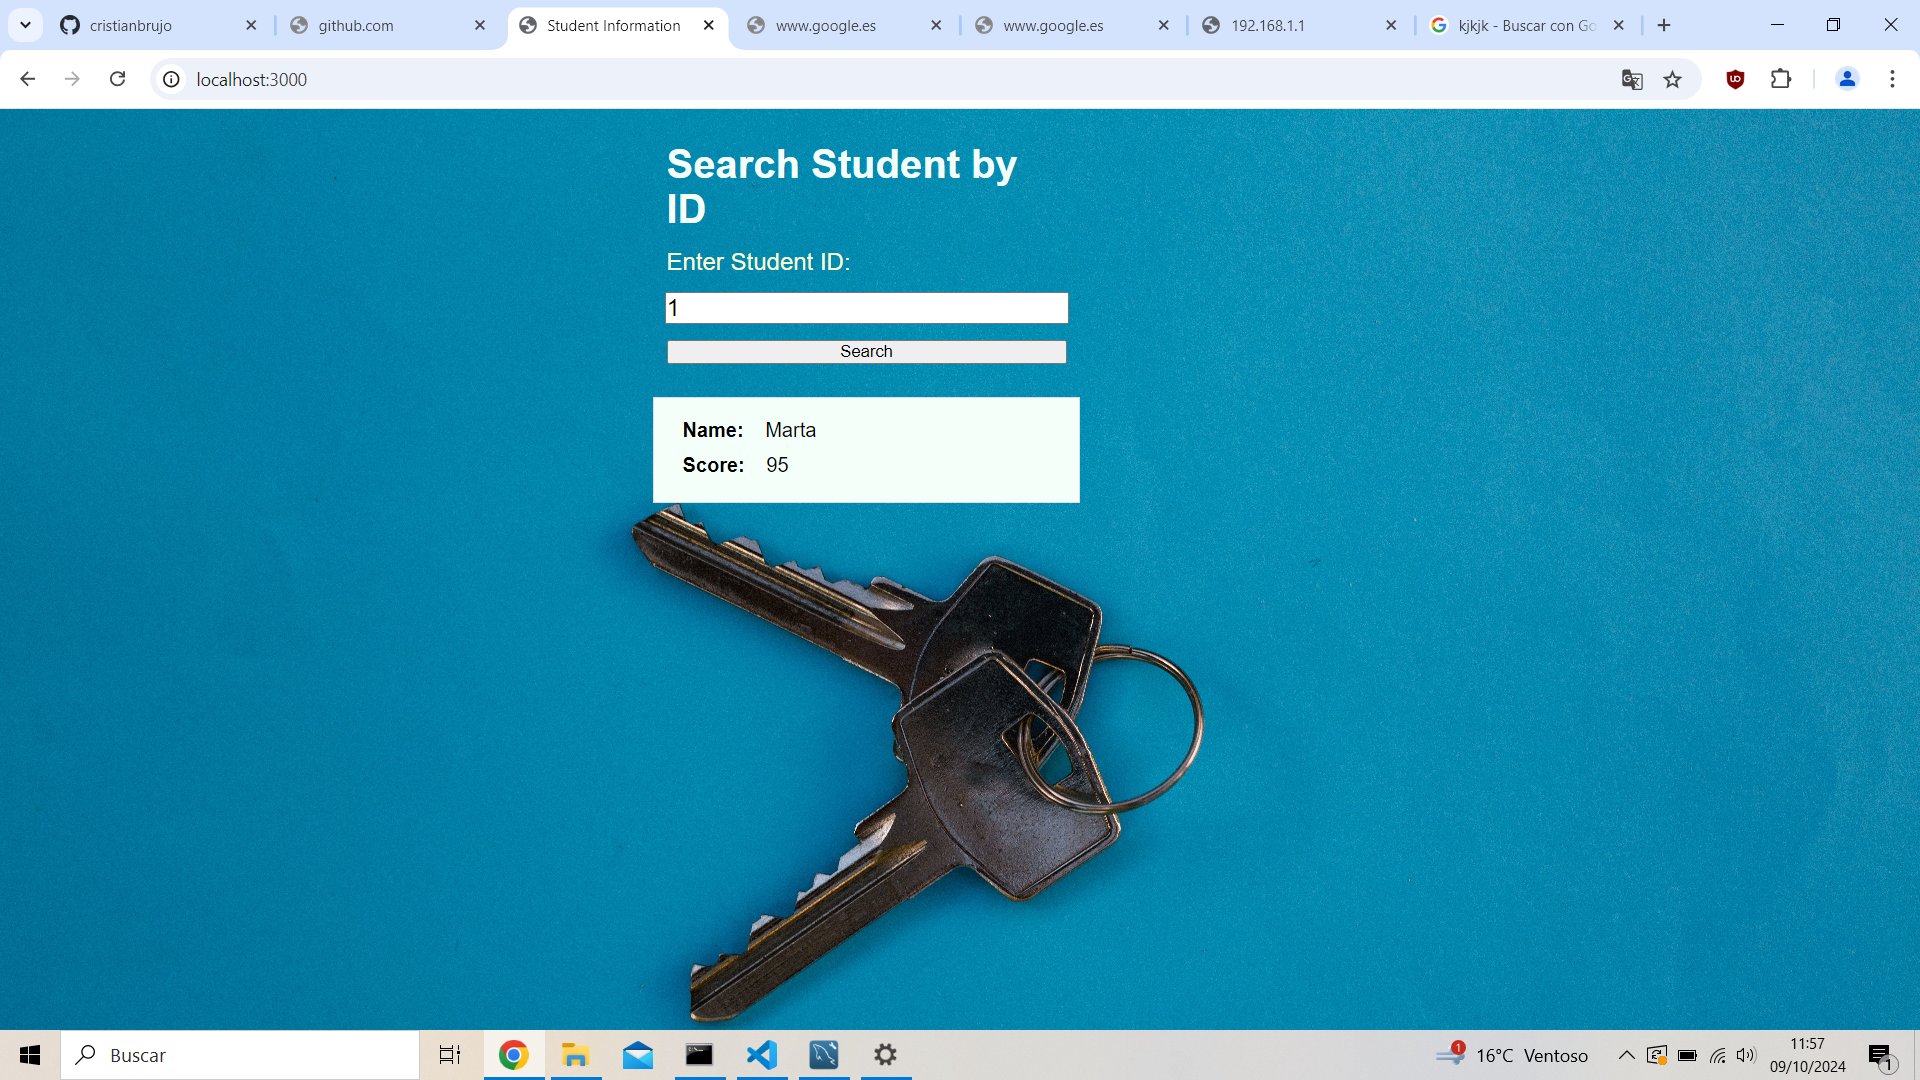 cristianbrujo
github.com
Student Information
www.google.es
www.google.es
192.168.1.1
kjkjk - Buscar con Go
localhost:3000
Search Student by
ID
Enter Student ID:
1
Search
Name: Marta
Score: 95
Buscar
1
16°C Ventoso
11:57
09/10/2024
1